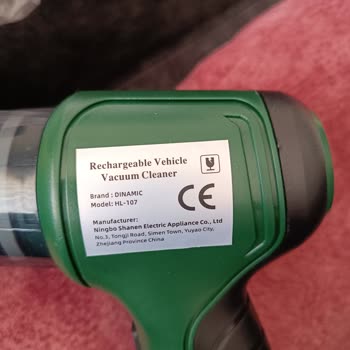 Rechargeable Vehicle
Vacuum Cleaner
Brand : DINAMIC
Model: HL-107
CE
Manufacturer:
Ningbo Shanen Electric Appliance Co., Ltd
No.3, Tongji Road, Simen Town, Yuyao City,
Zhejiang Province China